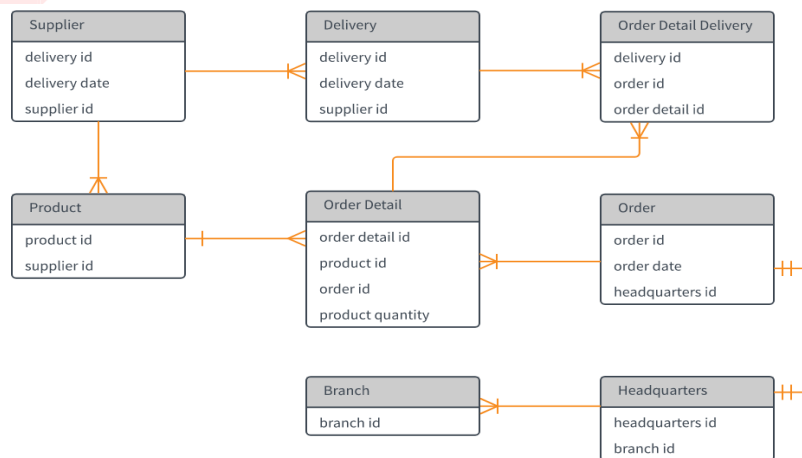 Supplier
delivery id
delivery date
supplier id
Delivery
delivery id
delivery date
supplier id
Order Detail Delivery
delivery id
order id
order detail id
Product
product id
supplier id
Order Detail
order detail id
product id
order id
product quantity
Order
order id
order date
headquarters id
Branch
branch id
Headquarters
headquarters id
branch id